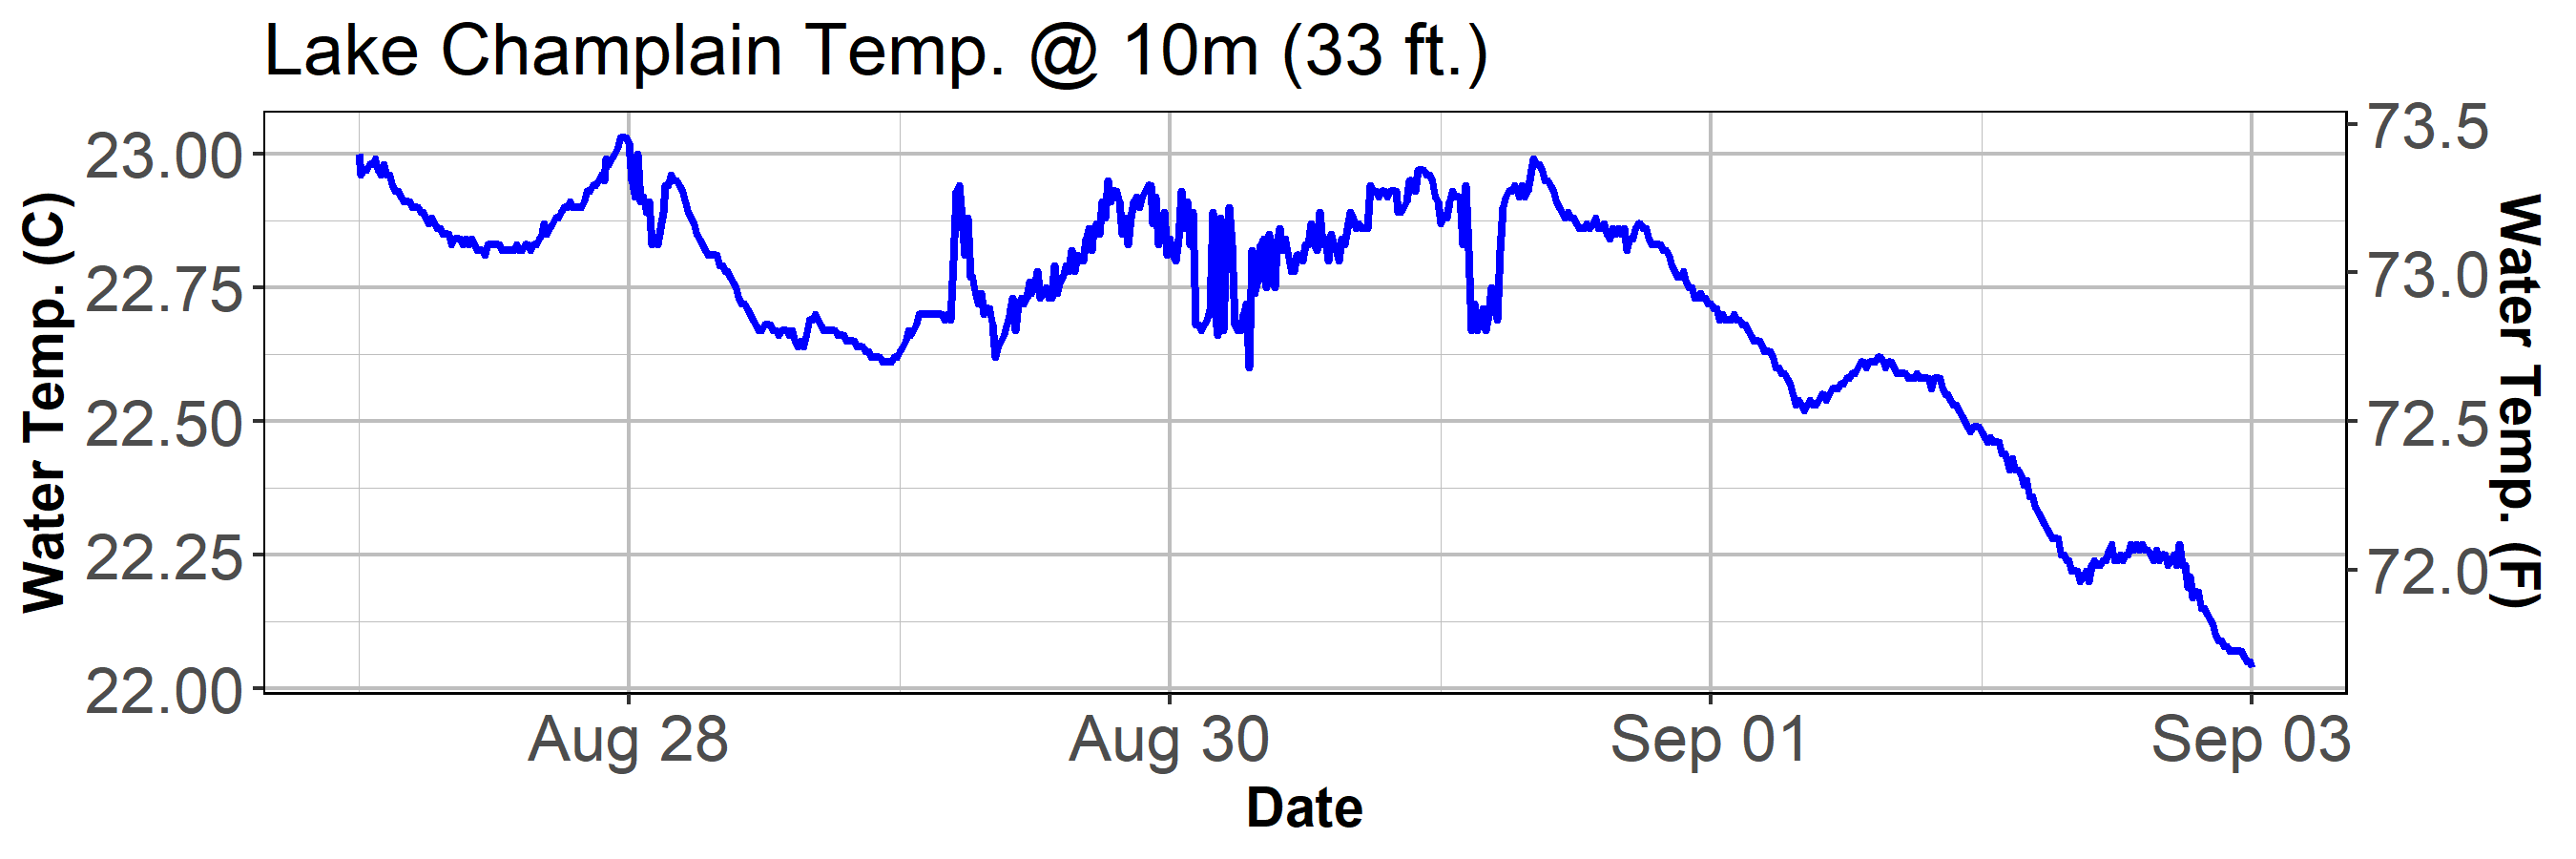 Lake Champlain Temp. @ 10m (33 ft.)
Water Temp. (C)
23.00
22.75
22.50
22.25
22.00
73.5
73.0
72.5
72.0
Water Temp. (F)
Aug 28
Aug 30
Sep 01
Sep 03
Date